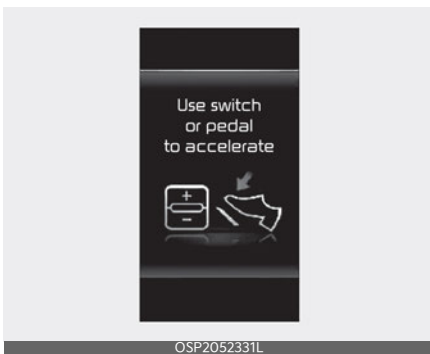 Use switch
or pedal
to accelerate
+
-
OSP2052331L